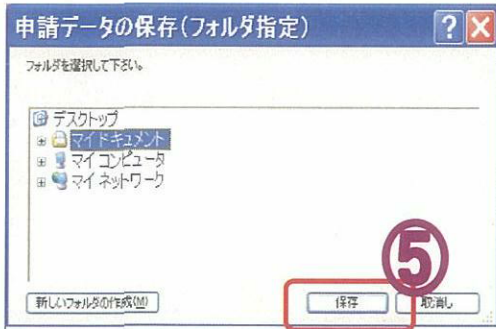 申請データの保存(フォルダ指定)
フォルダを選択して下さい。
デスクトップ
マイドキュメント
マイコンピュータ
マイネットワーク
⑤
新しいフォルダの作成(M) 保存 取消し